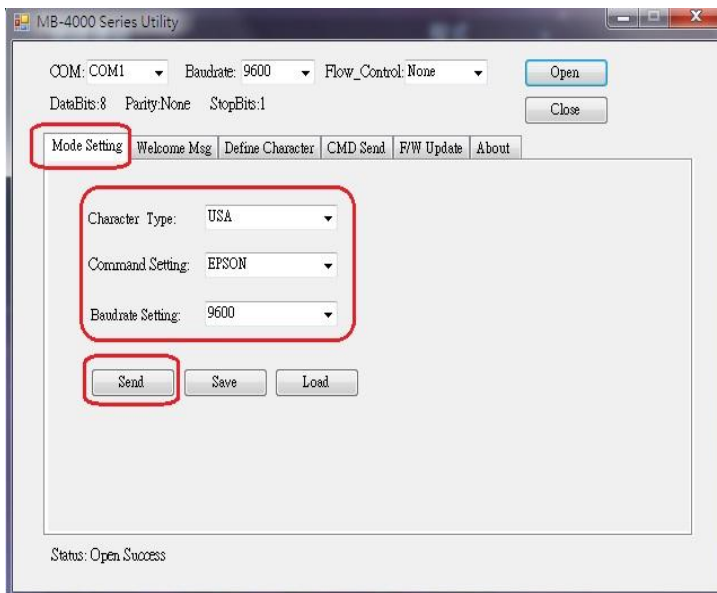 MB-4000 Series Utility
COM: COM1 Baudrate: 9600 Flow_Control: None Open
DataBits:8 Parity:None StopBits:1 Close
Mode Setting Welcome Msg Define Character CMD Send F/W Update About
Character Type: USA
Command Setting: EPSON
Baudrate Setting: 9600
Send Save Load
Status: Open Success